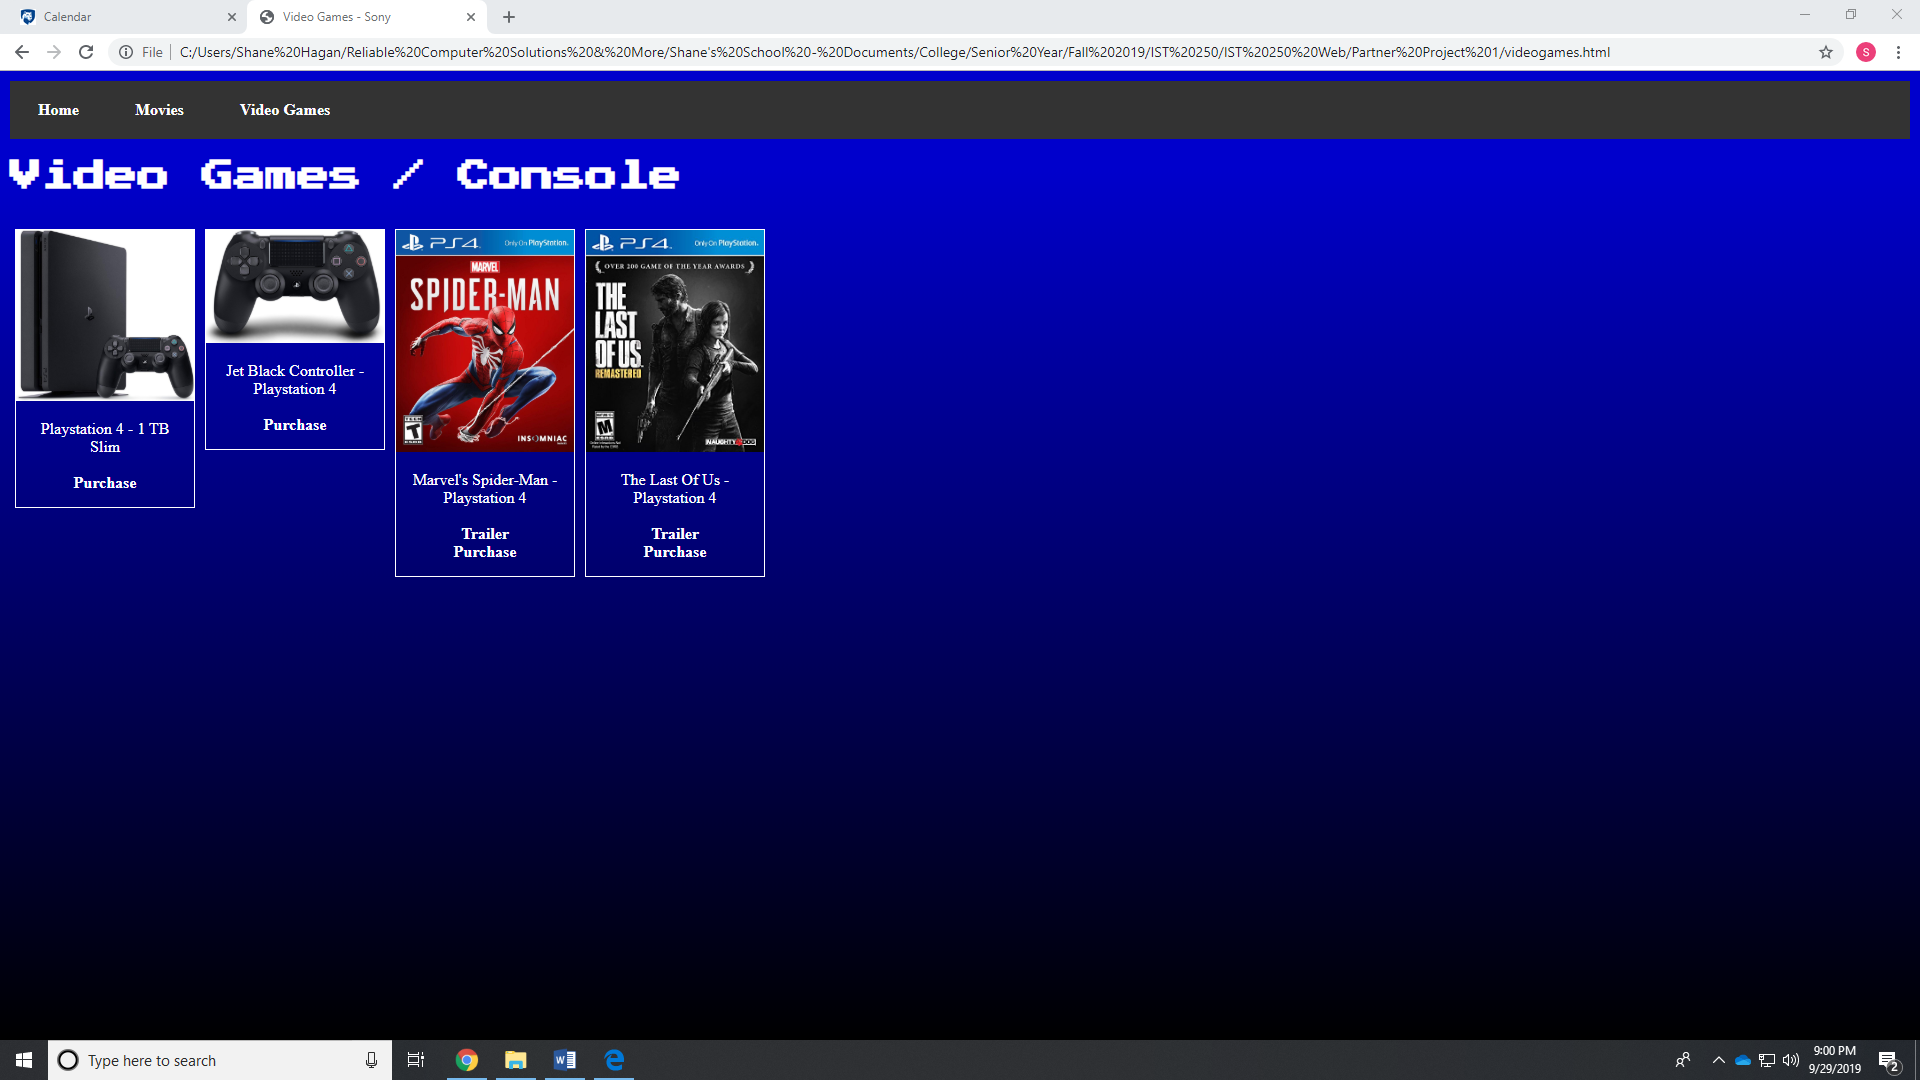 Calendar
Video Games - Sony
File
C:/Users/Shane%20Hagan/Reliable%20Computer%20Solutions%20&%20More/Shane's%20School%20-%20Documents/College/Senior%20Year/Fall%202019/IST%20250/IST%20250%20Web/Partner%20Project%201/videogames.html
S
Home
Movies
Video Games
Video Games / Console
Playstation 4 - 1 TB
Slim
Purchase
Jet Black Controller -
Playstation 4
Purchase
PS4
Only On PlayStation.
MARVEL
SPIDER-MAN
T
INSOMNIAC
Marvel's Spider-Man -
Playstation 4
Trailer
Purchase
PS4
Only On PlayStation.
OVER 200 GAME OF THE YEAR AWARDS
THE
LAST
OF US
REMASTERED
M
NAUGHTY DOG
The Last Of Us -
Playstation 4
Trailer
Purchase
Type here to search
9:00 PM
9/29/2019
2